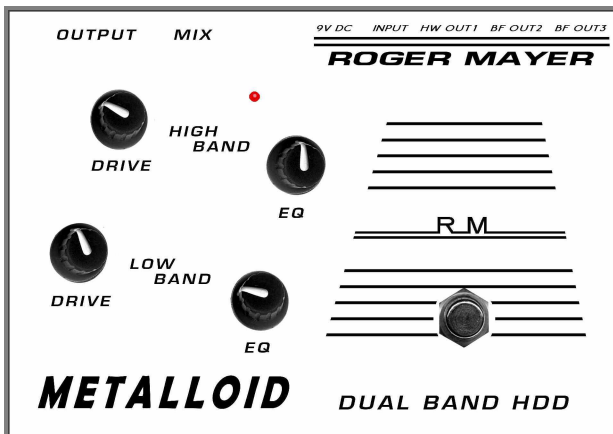 OUTPUT MIX
9V DC INPUT HW OUT1 BF OUT2 BF OUT3
ROGER MAYER
HIGH BAND
DRIVE
EQ
RM
LOW BAND
DRIVE
EQ
METALLOID
DUAL BAND HDD